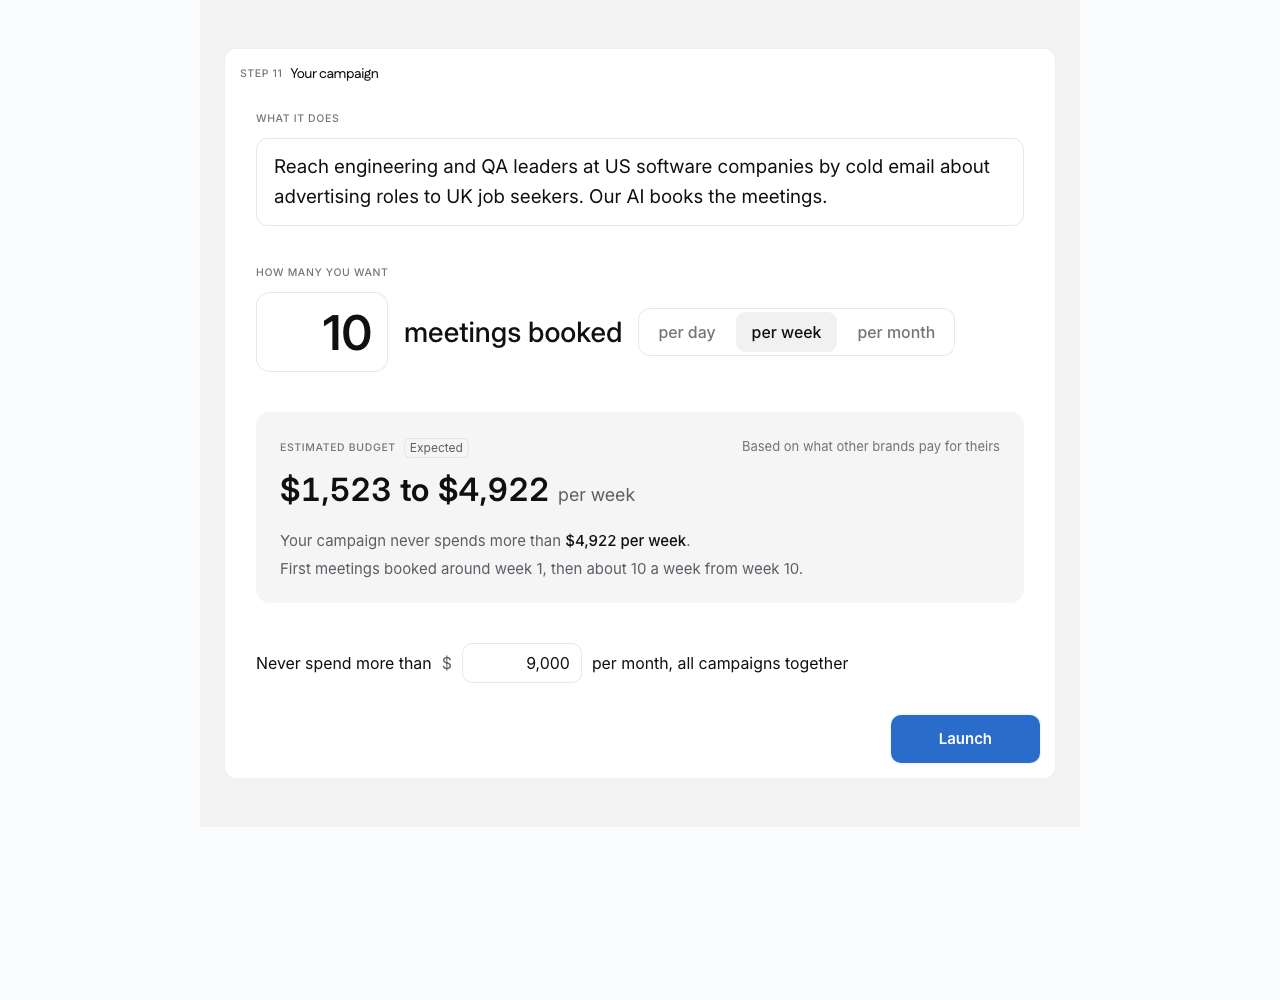 STEP 11 Your campaign
WHAT IT DOES
Reach engineering and QA leaders at US software companies by cold email about
advertising roles to UK job seekers. Our AI books the meetings.
HOW MANY YOU WANT
10 meetings booked per day per week per month
ESTIMATED BUDGET Expected Based on what other brands pay for theirs
$1,523 to $4,922 per week
Your campaign never spends more than $4,922 per week.
First meetings booked around week 1, then about 10 a week from week 10.
Never spend more than $ 9,000 per month, all campaigns together
Launch